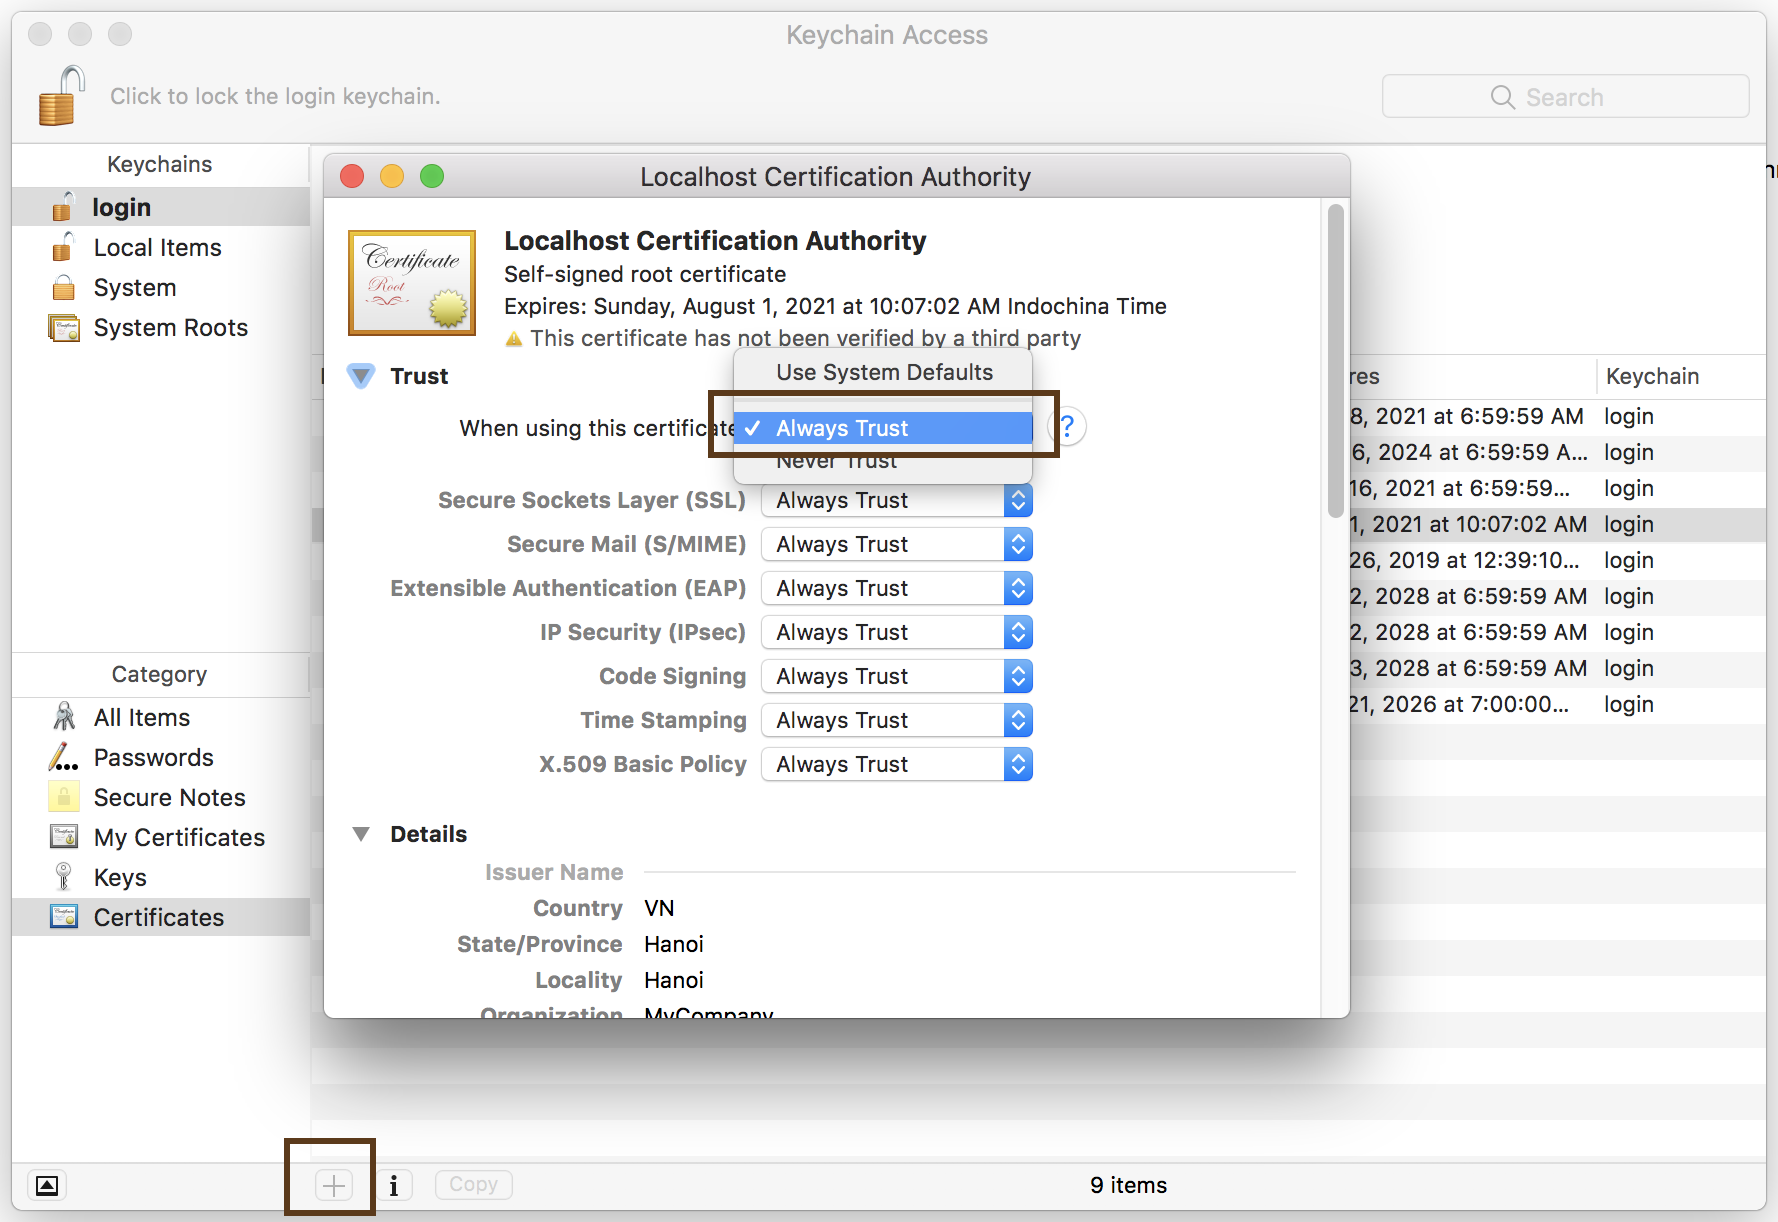 Keychain Access
Click to lock the login keychain.
Search
Keychains
login
Local Items
System
System Roots
Category
All Items
Passwords
Secure Notes
My Certificates
Keys
Certificates
Localhost Certification Authority
Certificate
Root
Localhost Certification Authority
Self-signed root certificate
Expires: Sunday, August 1, 2021 at 10:07:02 AM Indochina Time
This certificate has not been verified by a third party
Trust
Use System Defaults
When using this certificate ✓ Always Trust ?
Never Trust
Secure Sockets Layer (SSL) Always Trust
Secure Mail (S/MIME) Always Trust
Extensible Authentication (EAP) Always Trust
IP Security (IPsec) Always Trust
Code Signing Always Trust
Time Stamping Always Trust
X.509 Basic Policy Always Trust
Details
Issuer Name
Country VN
State/Province Hanoi
Locality Hanoi
Organization MyCompany
res Keychain
8, 2021 at 6:59:59 AM login
6, 2024 at 6:59:59 A... login
16, 2021 at 6:59:59... login
1, 2021 at 10:07:02 AM login
26, 2019 at 12:39:10... login
2, 2028 at 6:59:59 AM login
2, 2028 at 6:59:59 AM login
3, 2028 at 6:59:59 AM login
21, 2026 at 7:00:00... login
+ i Copy 9 items